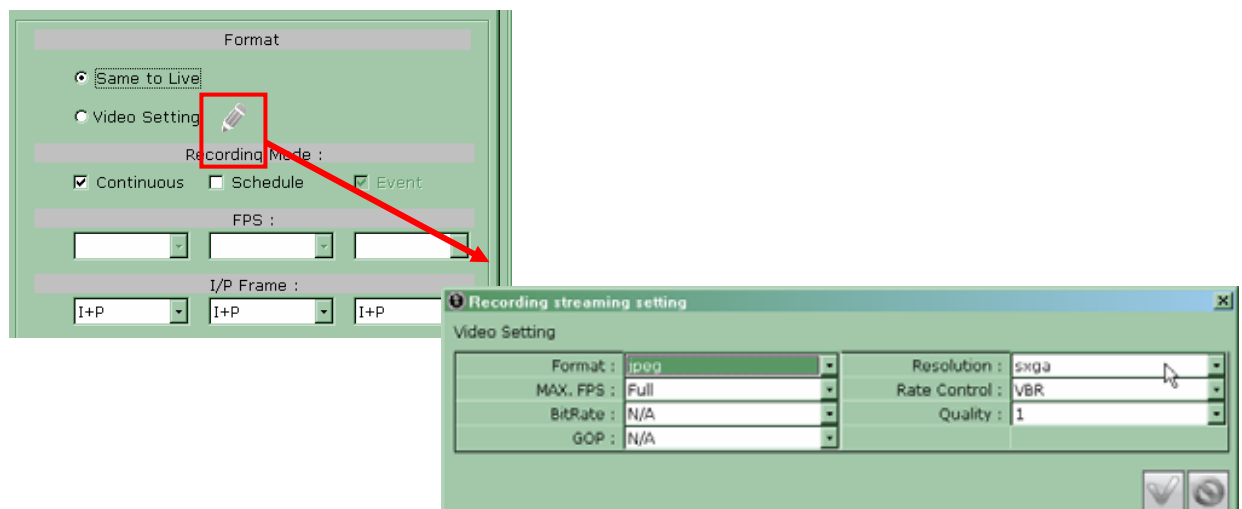 Format
Same to Live
Video Setting
Recording Mode :
Continuous Schedule Event
FPS :
I/P Frame :
I+P I+P I+P
Recording streaming setting
Video Setting
Format : jpeg Resolution : sxga
MAX. FPS : Full Rate Control : VBR
BitRate : N/A Quality : 1
GOP : N/A